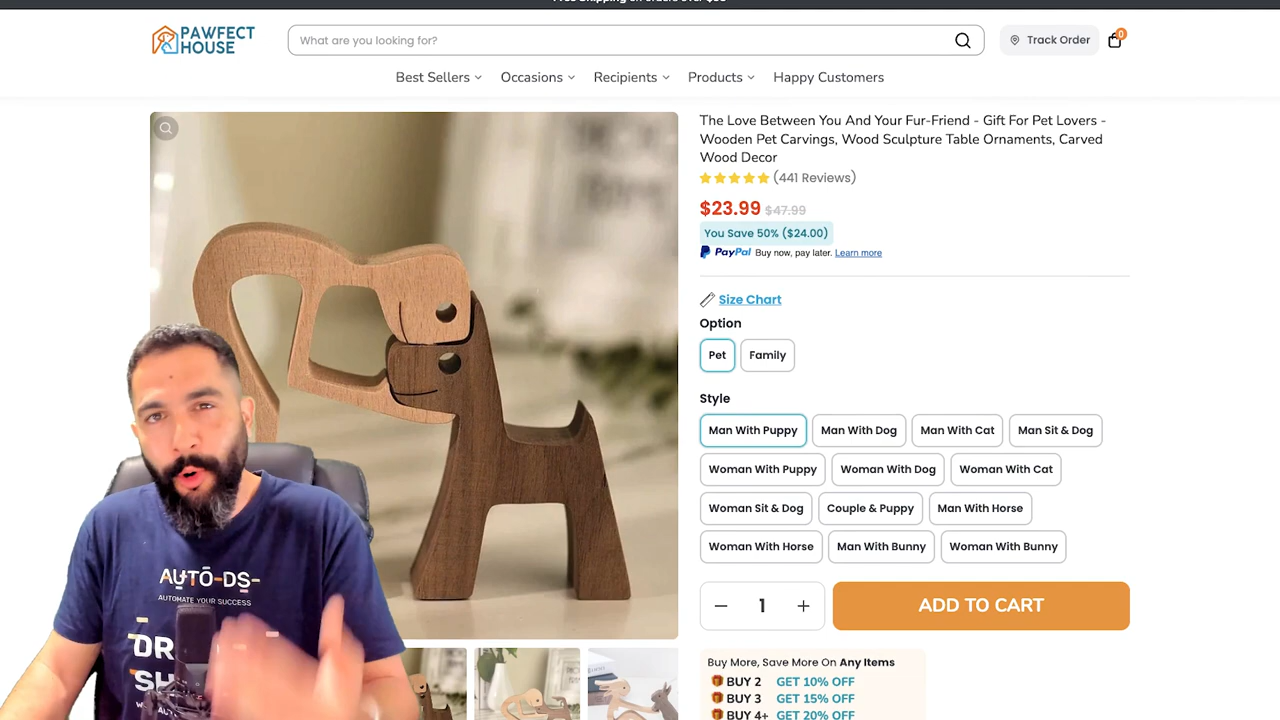 PAWFECT
HOUSE
What are you looking for?
Track Order
0
Best Sellers
Occasions
Recipients
Products
Happy Customers
The Love Between You And Your Fur-Friend - Gift For Pet Lovers -
Wooden Pet Carvings, Wood Sculpture Table Ornaments, Carved
Wood Decor
(441 Reviews)
$23.99 $47.99
You Save 50% ($24.00)
PayPal Buy now, pay later. Learn more
Size Chart
Option
Pet
Family
Style
Man With Puppy
Man With Dog
Man With Cat
Man Sit & Dog
Woman With Puppy
Woman With Dog
Woman With Cat
Woman Sit & Dog
Couple & Puppy
Man With Horse
Woman With Horse
Man With Bunny
Woman With Bunny
1
ADD TO CART
Buy More, Save More On Any Items
BUY 2 GET 10% OFF
BUY 3 GET 15% OFF
BUY 4+ GET 20% OFF
AUTO-DS
AUTOMATE YOUR SUCCESS
DR
SH